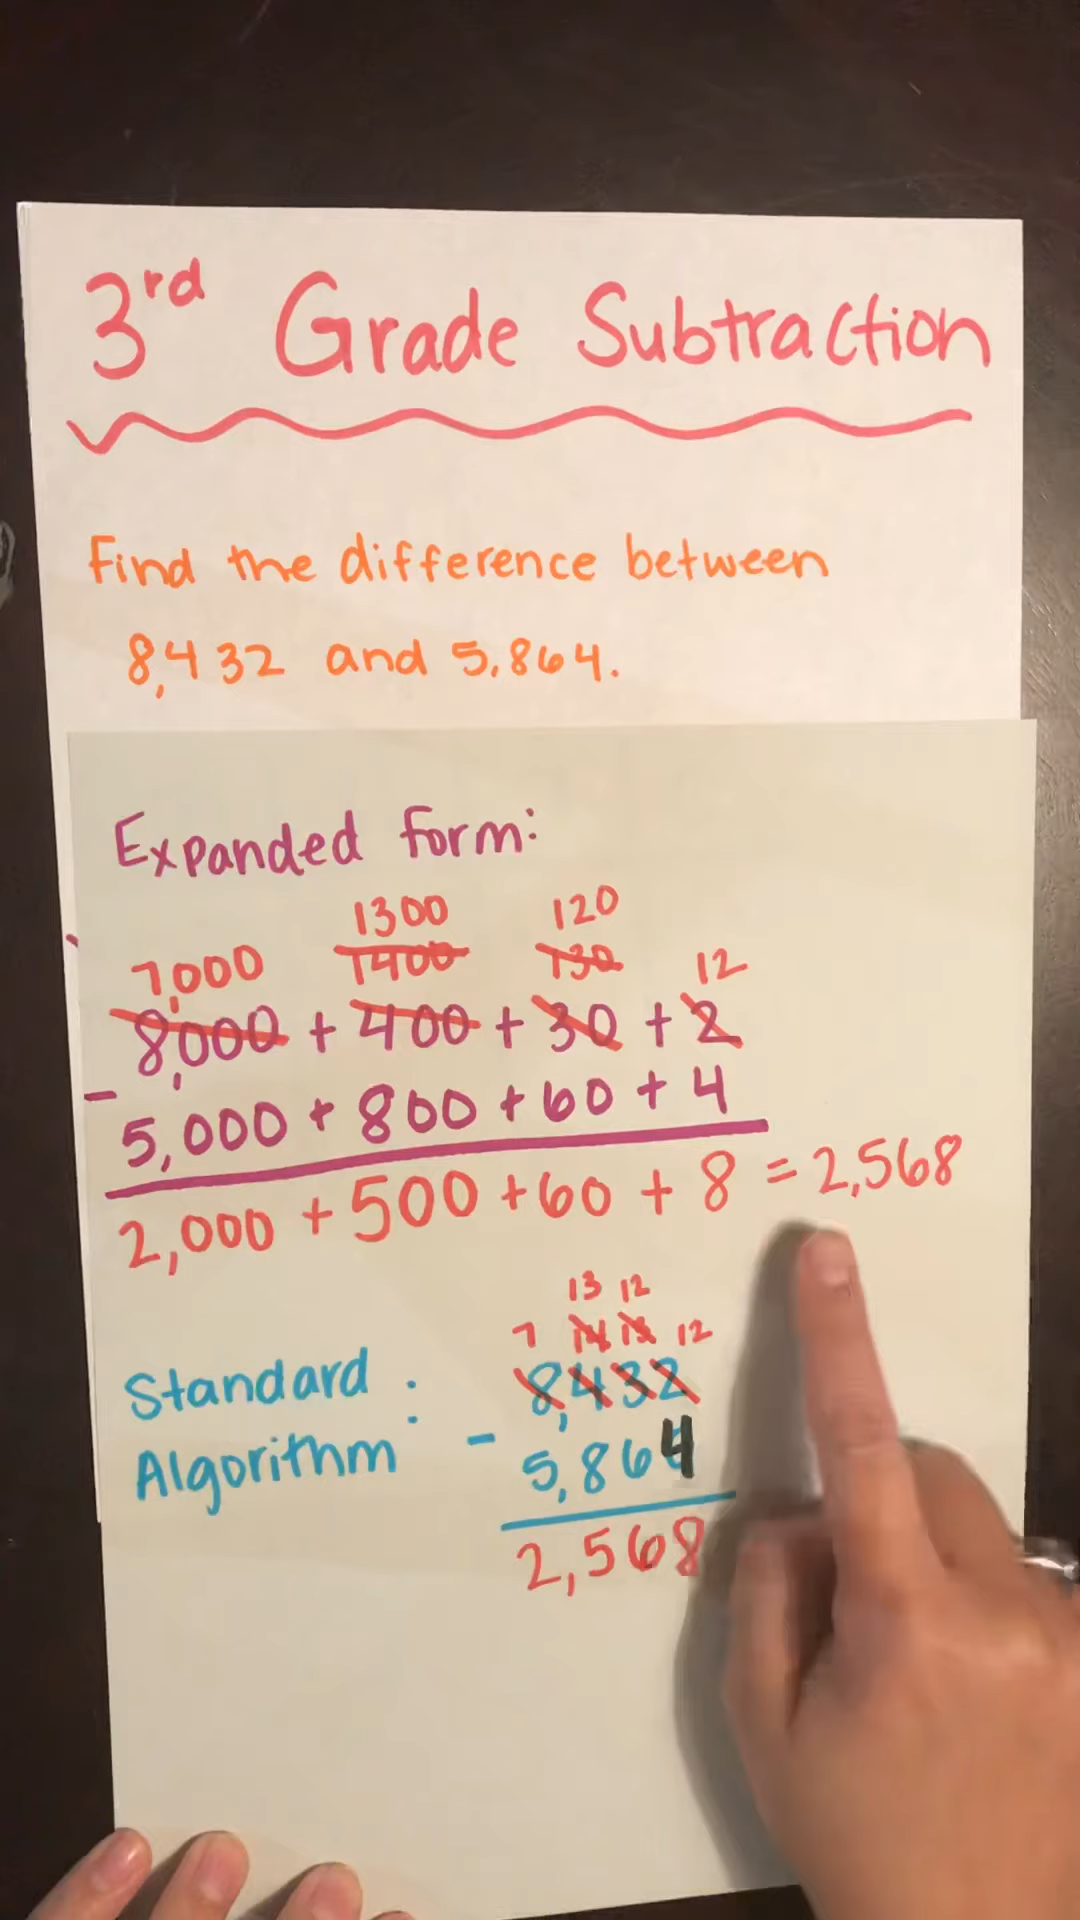 3rd Grade Subtraction
Find the difference between
8,432 and 5,864.
Expanded form:
1300 120
7,000 1400 130 12
8,000 + 400 + 30 + 2
- 5,000 + 800 + 60 + 4
2,000 + 500 + 60 + 8 = 2,568
13 12
7 14 13 12
Standard : 8,432
Algorithm - 5,864
2,568